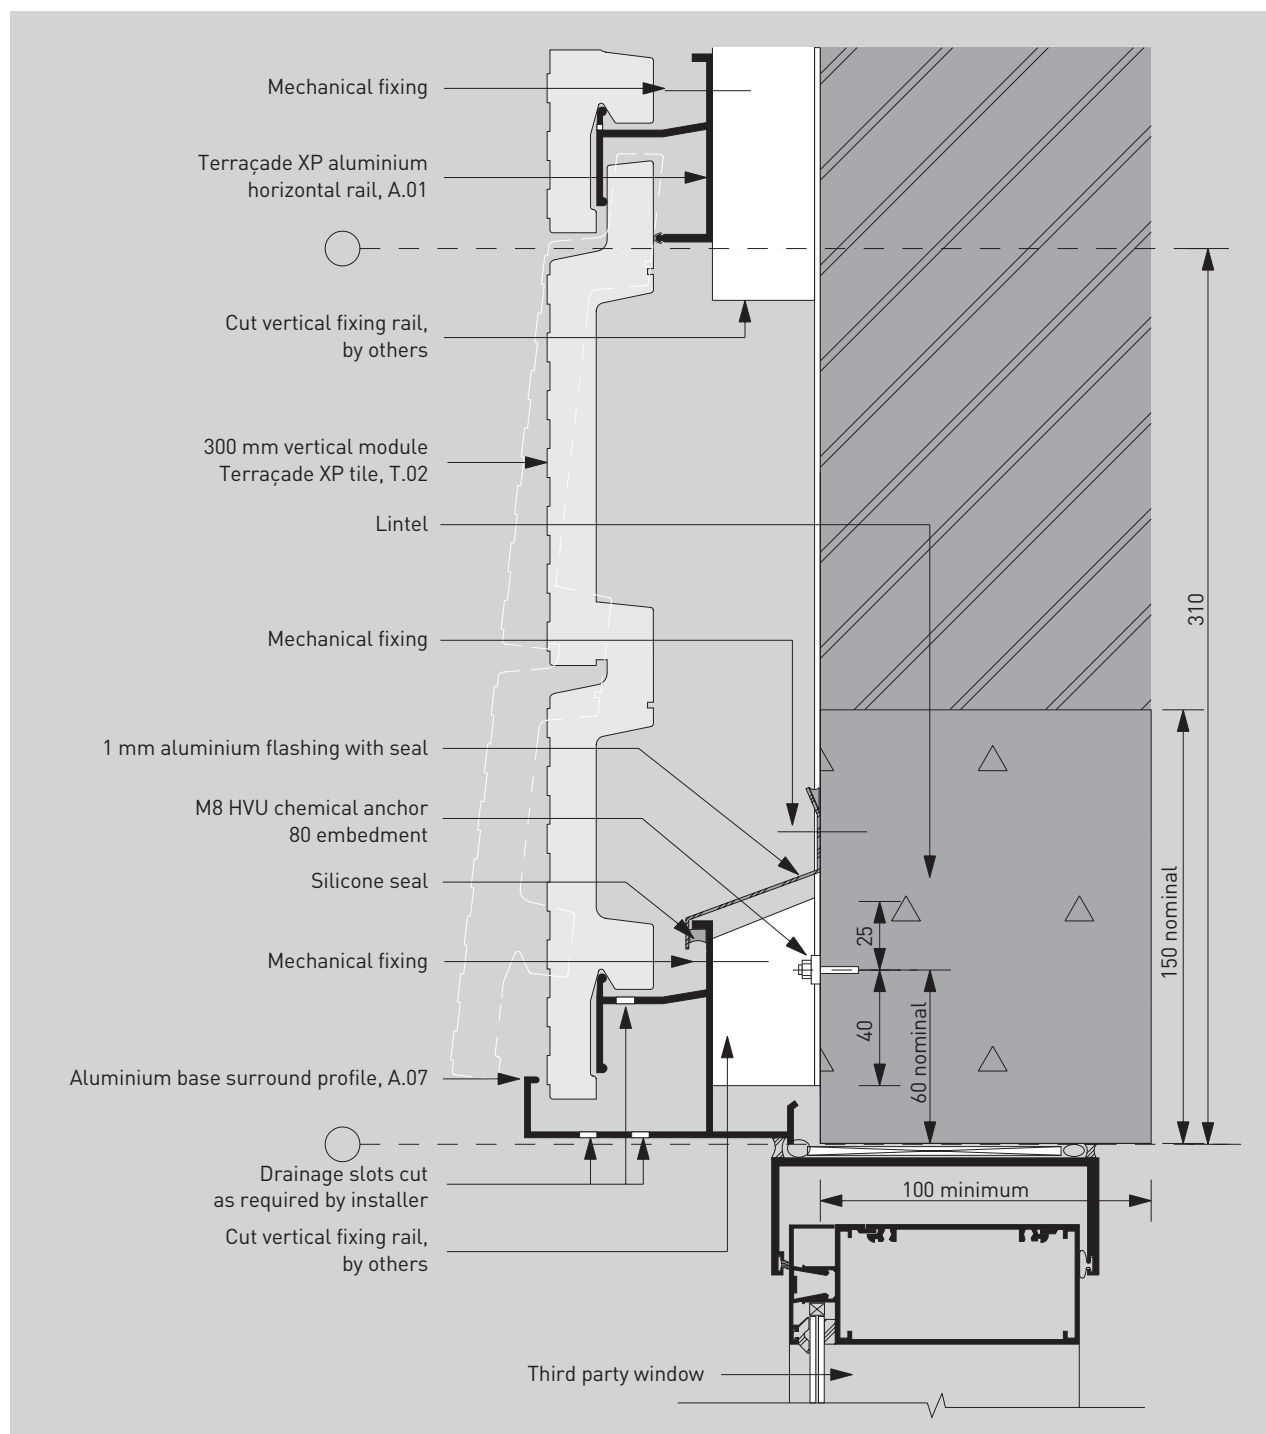 Mechanical fixing
Terraçade XP aluminium
horizontal rail, A.01
Cut vertical fixing rail,
by others
300 mm vertical module
Terraçade XP tile, T.02
Lintel
310
Mechanical fixing
1 mm aluminium flashing with seal
M8 HVU chemical anchor
80 embedment
Silicone seal
25
150 nominal
Mechanical fixing
40
60 nominal
Aluminium base surround profile, A.07
Drainage slots cut
as required by installer
100 minimum
Cut vertical fixing rail,
by others
Third party window